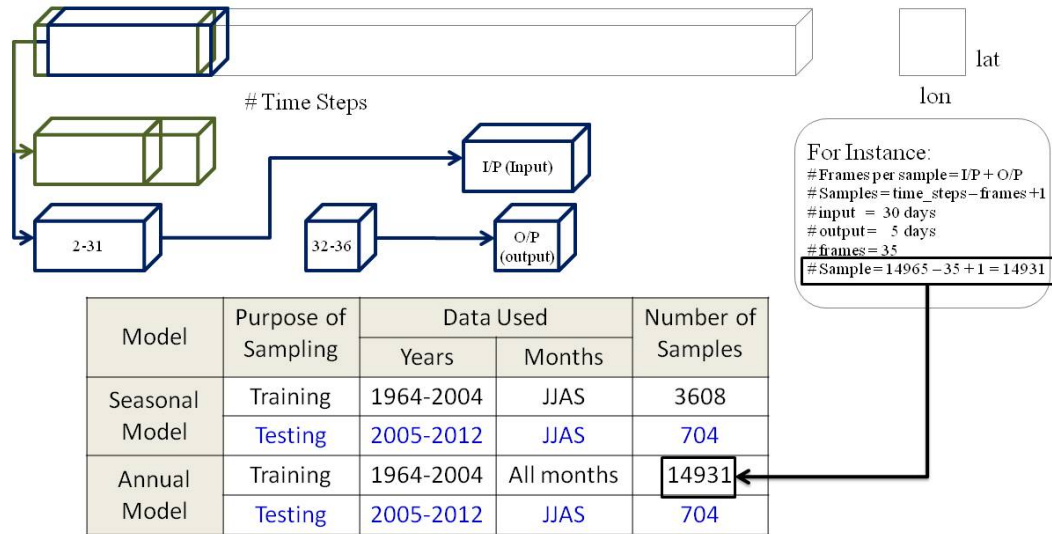 # Time Steps
lat
lon
I/P (Input)
2-31
32-36
O/P
(output)
For Instance:
#Frames per sample=I/P + O/P
#Samples=time_steps–frames+1
#input = 30 days
#output= 5 days
#frames=35
#Sample=14965 – 35 + 1 = 14931
Model
Purpose of
Sampling
Data Used
Number of
Samples
Years
Months
Seasonal
Model
Training
1964-2004
JJAS
3608
Testing
2005-2012
JJAS
704
Annual
Model
Training
1964-2004
All months
14931
Testing
2005-2012
JJAS
704